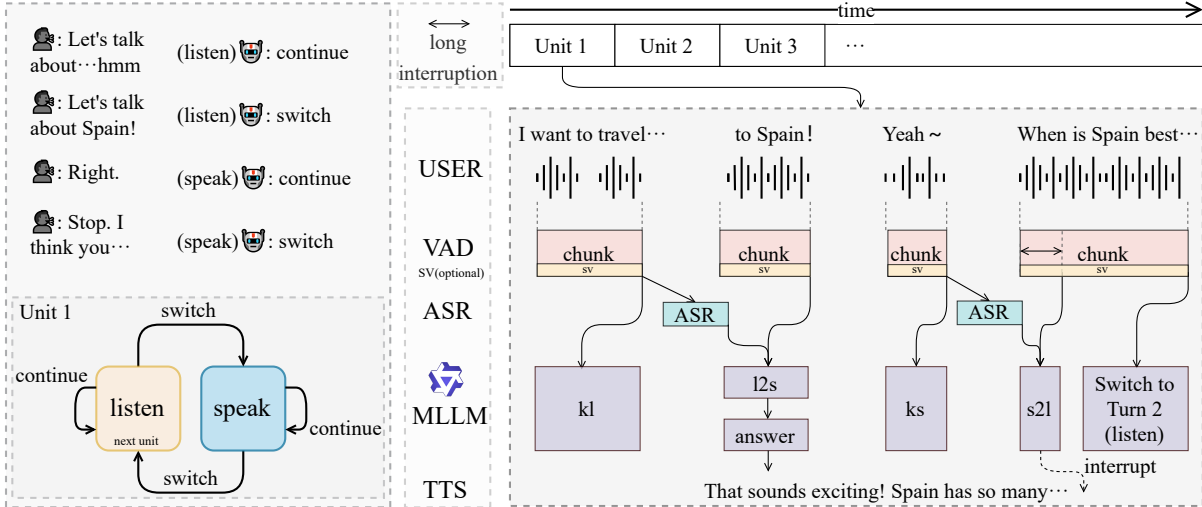 : Let's talk
about⋯hmm
(listen) : continue
: Let's talk
about Spain!
(listen) : switch
: Right.
(speak) : continue
: Stop. I
think you⋯
(speak) : switch
Unit 1
switch
continue
listen
next unit
speak
continue
switch
long
interruption
USER
VAD
SV(optional)
ASR
MLLM
TTS
time
Unit 1
Unit 2
Unit 3
⋯
I want to travel⋯
to Spain!
Yeah ~
When is Spain best⋯
chunk
sv
chunk
sv
chunk
sv
chunk
sv
ASR
ASR
kl
l2s
answer
ks
s2l
Switch to
Turn 2
(listen)
interrupt
That sounds exciting! Spain has so many⋯